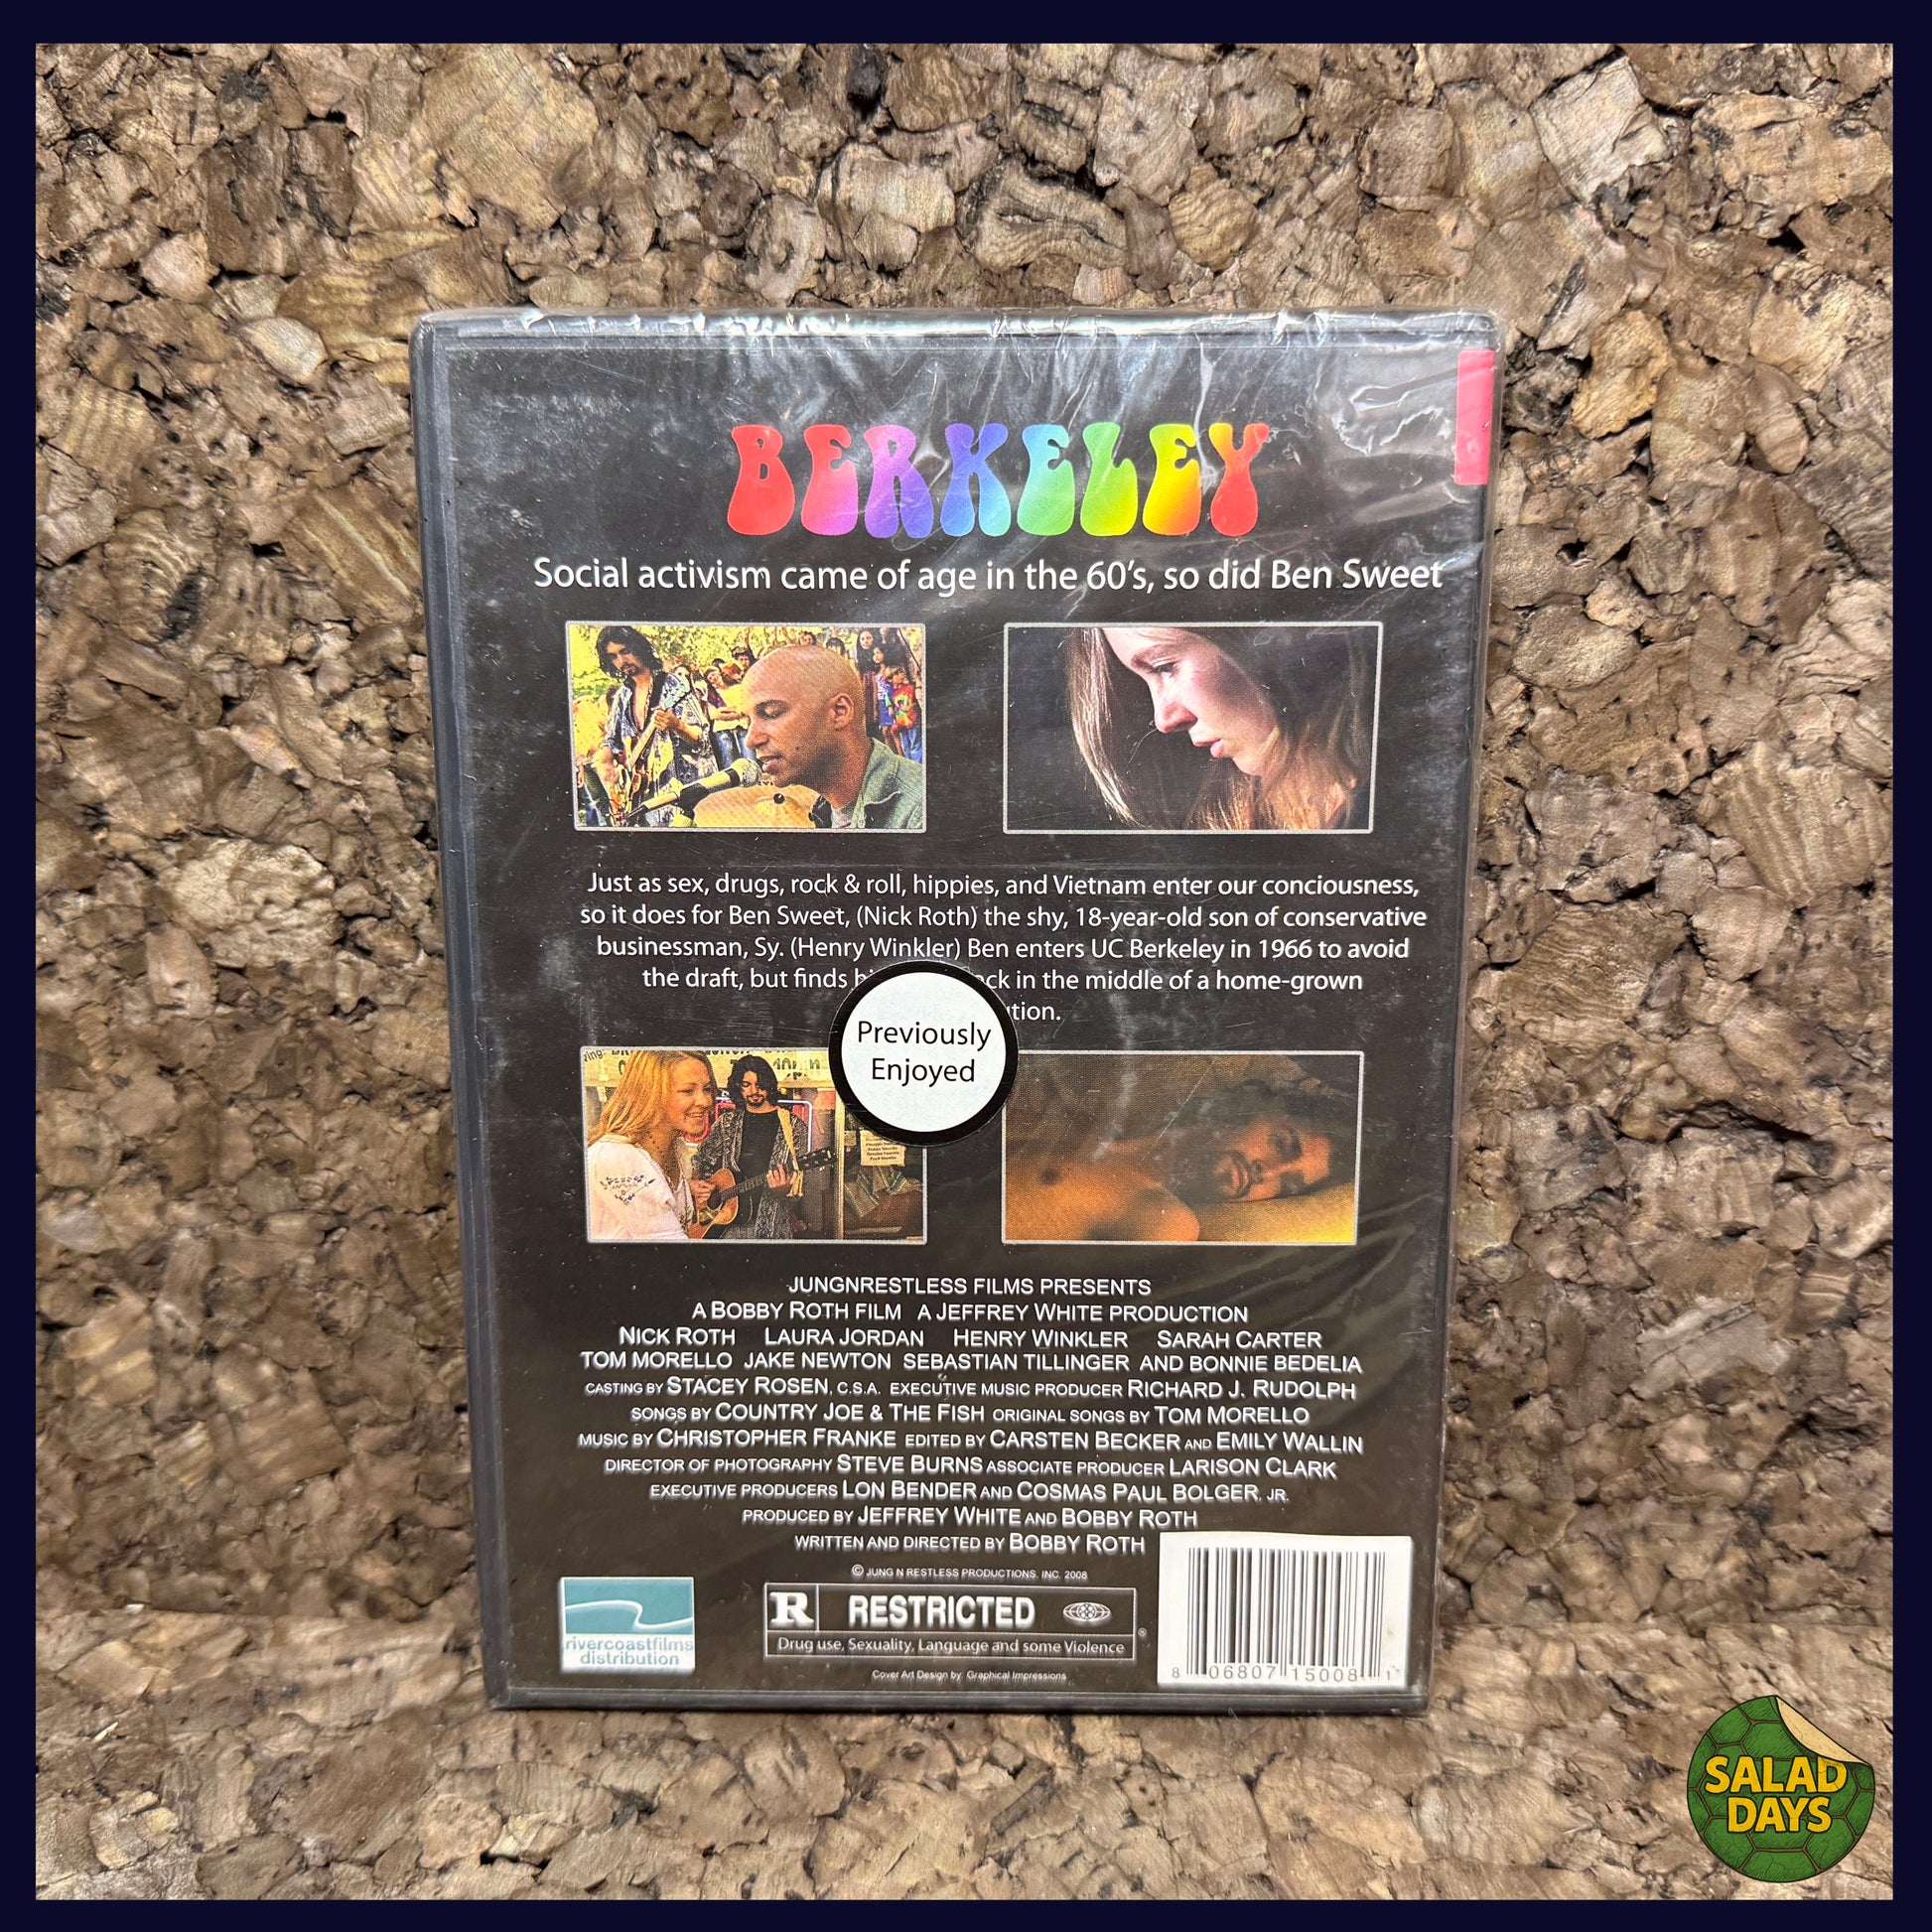 BERKELEY
Social activism came of age in the 60's, so did Ben Sweet
Just as sex, drugs, rock & roll, hippies, and Vietnam enter our conciousness,
so it does for Ben Sweet, (Nick Roth) the shy, 18-year-old son of conservative
businessman, Sy. (Henry Winkler) Ben enters UC Berkeley in 1966 to avoid
the draft, but finds in the middle of a home-grown
Previously
Enjoyed
JUNGNRESTLESS FILMS PRESENTS
A BOBBY ROTH FILM A JEFFREY WHITE PRODUCTION
NICK ROTH LAURA JORDAN HENRY WINKLER SARAH CARTER
TOM MORELLO JAKE NEWTON SEBASTIAN TILLINGER AND BONNIE BEDELIA
CASTING BY STACEY ROSEN, C.S.A. EXECUTIVE MUSIC PRODUCER RICHARD J. RUDOLPH
SONGS BY COUNTRY JOE & THE FISH ORIGINAL SONGS BY TOM MORELLO
MUSIC BY CHRISTOPHER FRANKE EDITED BY CARSTEN BECKER AND EMILY WALLIN
DIRECTOR OF PHOTOGRAPHY STEVE BURNS ASSOCIATE PRODUCER LARISON CLARK
EXECUTIVE PRODUCERS LON BENDER AND COSMAS PAUL BOLGER, JR.
PRODUCED BY JEFFREY WHITE AND BOBBY ROTH
WRITTEN AND DIRECTED BY BOBBY ROTH
© JUNG N RESTLESS PRODUCTIONS, INC. 2008
R RESTRICTED
Drug use, Sexuality, Language and some Violence
Cover Art Design by: Graphical Impressions
rivercoastfilms
distribution
8 06807 15008 1
SALAD
DAYS